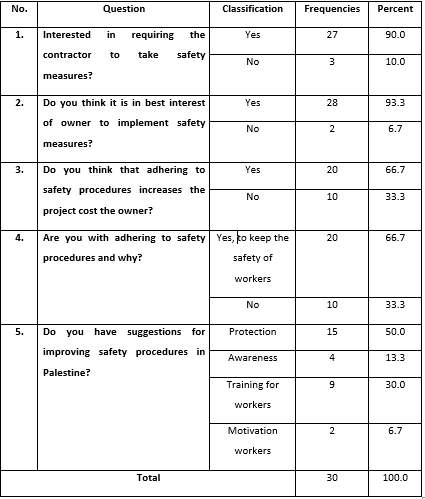 No. Question Classification Frequencies Percent
1. Interested in requiring the Yes 27 90.0
contractor to take safety
measures? No 3 10.0
2. Do you think it is in best interest Yes 28 93.3
of owner to implement safety
measures? No 2 6.7
3. Do you think that adhering to Yes 20 66.7
safety procedures increases the No 10 33.3
project cost the owner?
4. Are you with adhering to safety Yes, to keep the 20 66.7
procedures and why? safety of
workers
No 10 33.3
5. Do you have suggestions for Protection 15 50.0
improving safety procedures in Awareness 4 13.3
Palestine? Training for 9 30.0
workers
Motivation 2 6.7
workers
Total 30 100.0